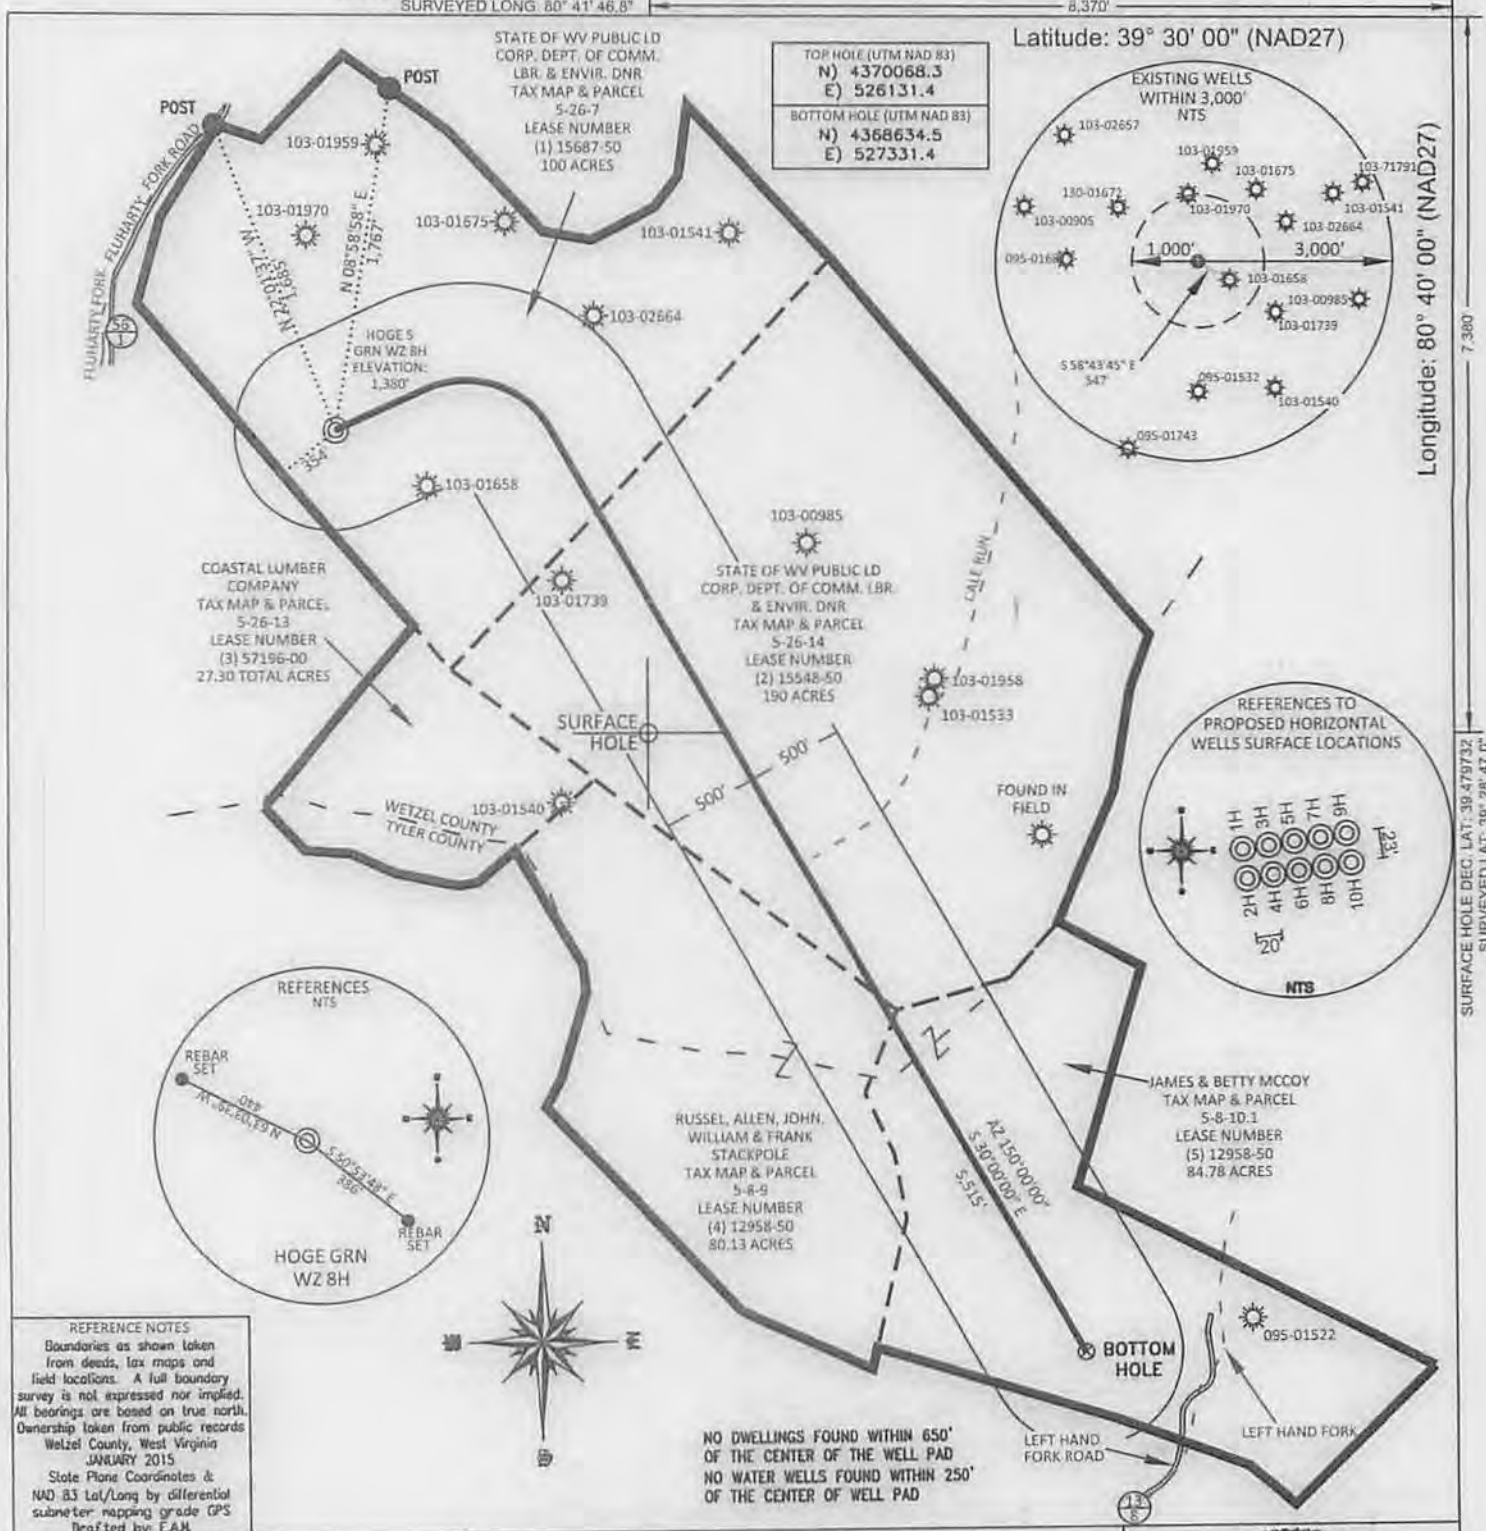 SURVEYED LONG: 80° 41' 46.8"
8,370'
Latitude: 39° 30' 00" (NAD27)
Longitude: 80° 40' 00" (NAD27)
7,380'
SURFACE HOLE DEC. LAT: 39.479732
SURVEYED LAT: 39° 28' 47.0"
TOP HOLE (UTM NAD 83)
N) 4370068.3
E) 526131.4
BOTTOM HOLE (UTM NAD 83)
N) 4368634.5
E) 527331.4
STATE OF WV PUBLIC LD
CORP. DEPT. OF COMM.
LBR. & ENVIR. DNR
TAX MAP & PARCEL
5-26-7
LEASE NUMBER
(1) 15687-50
100 ACRES
POST
POST
FLUHARTY FORK ROAD
FLUHARTY FORK
56
1
103-01959
103-01970
103-01675
103-01541
103-02664
N 22°01'37" W
1,685'
N 08°58'58" E
1,767'
HOGE S
GRN WZ 8H
ELEVATION:
1,380'
354'
103-01658
103-00985
103-01739
EXISTING WELLS
WITHIN 3,000'
NTS
103-02657
103-01959
103-01675
103-71791
130-01672
103-01970
103-01541
103-00905
103-02664
1,000'
3,000'
103-01658
103-00985
103-01739
S 58°43'45" E
547'
095-01532
103-01540
095-01743
COASTAL LUMBER
COMPANY
TAX MAP & PARCEL
5-26-13
LEASE NUMBER
(3) 57196-00
27.30 TOTAL ACRES
STATE OF WV PUBLIC LD
CORP. DEPT. OF COMM. LBR.
& ENVIR. DNR
TAX MAP & PARCEL
5-26-14
LEASE NUMBER
(2) 15548-50
190 ACRES
CALE RUN
103-01958
103-01533
SURFACE
HOLE
500'
500'
FOUND IN
FIELD
WETZEL COUNTY
TYLER COUNTY
103-01540
REFERENCES TO
PROPOSED HORIZONTAL
WELLS SURFACE LOCATIONS
1H
3H
5H
7H
9H
2H
4H
6H
8H
10H
23'
20'
NTS
REFERENCES
NTS
REBAR
SET
N 63°03'39" W
440'
S 50°53'48" E
386'
REBAR
SET
HOGE GRN
WZ 8H
RUSSEL, ALLEN, JOHN,
WILLIAM & FRANK
STACKPOLE
TAX MAP & PARCEL
5-8-9
LEASE NUMBER
(4) 12958-50
80.13 ACRES
AZ 150°00'00"
S 30°00'00" E
5,515'
JAMES & BETTY MCCOY
TAX MAP & PARCEL
5-8-10.1
LEASE NUMBER
(5) 12958-50
84.78 ACRES
N
BOTTOM
HOLE
095-01522
LEFT HAND
FORK ROAD
LEFT HAND FORK
13
8
NO DWELLINGS FOUND WITHIN 650'
OF THE CENTER OF THE WELL PAD
NO WATER WELLS FOUND WITHIN 250'
OF THE CENTER OF WELL PAD
REFERENCE NOTES
Boundaries as shown taken
from deeds, tax maps and
field locations. A full boundary
survey is not expressed nor implied.
All bearings are based on true north.
Ownership taken from public records
Wetzel County, West Virginia
JANUARY 2015
State Plane Coordinates &
NAD 83 Lat/Long by differential
submeter mapping grade GPS
Drafted by: F.A.H.